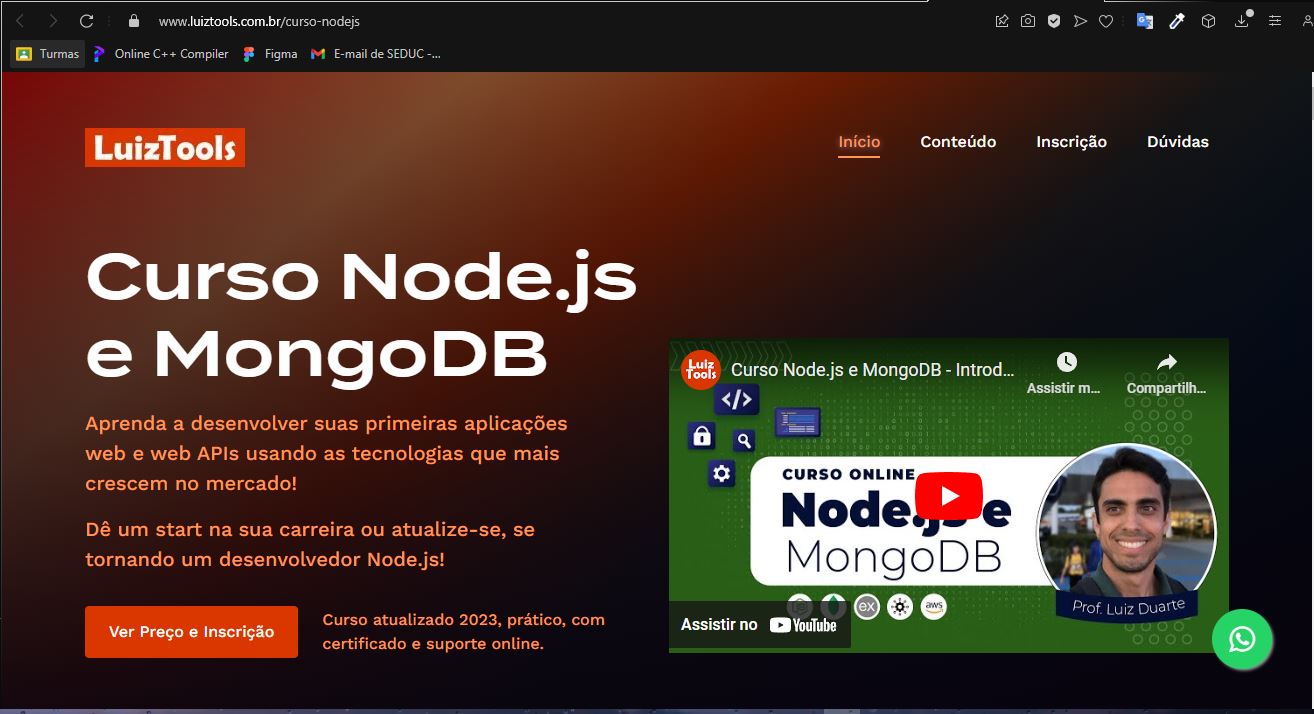 www.luiztools.com.br/curso-nodejs
Turmas
Online C++ Compiler
Figma
E-mail de SEDUC -...
LuizTools
Início
Conteúdo
Inscrição
Dúvidas
Curso Node.js
e MongoDB
Aprenda a desenvolver suas primeiras aplicações
web e web APIs usando as tecnologias que mais
crescem no mercado!
Dê um start na sua carreira ou atualize-se, se
tornando um desenvolvedor Node.js!
Ver Preço e Inscrição
Curso atualizado 2023, prático, com
certificado e suporte online.
Luiz
Tools
Curso Node.js e MongoDB - Introd...
Assistir m...
Compartilh...
</>
CURSO ONLINE
Node.js e
MongoDB
ex
aws
Prof. Luiz Duarte
Assistir no YouTube